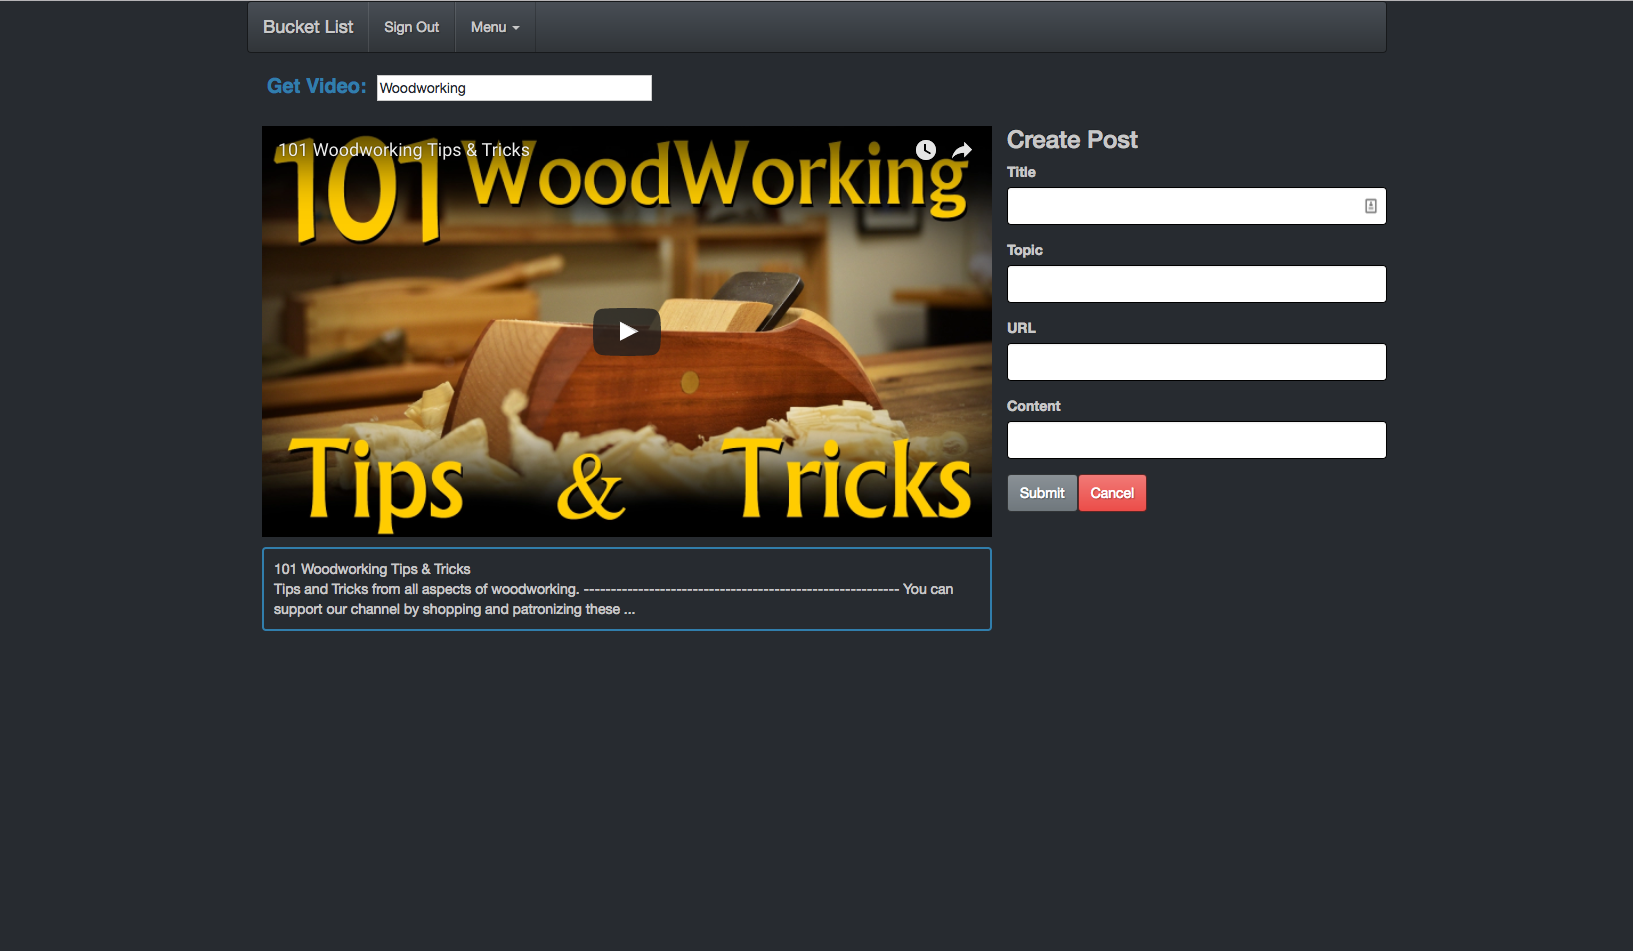 Bucket List Sign Out Menu
Get Video: Woodworking
101 Woodworking Tips & Tricks
101 WoodWorking
Tips & Tricks
101 Woodworking Tips & Tricks
Tips and Tricks from all aspects of woodworking. ---------------------------------------------------------- You can
support our channel by shopping and patronizing these ...
Create Post
Title
Topic
URL
Content
Submit Cancel